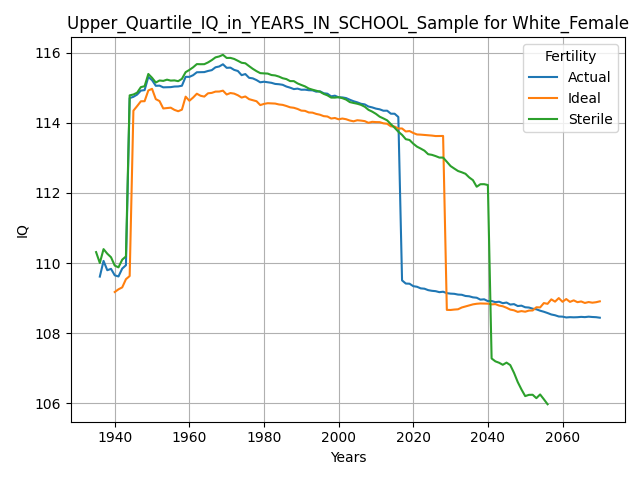 Upper_Quartile_IQ_in_YEARS_IN_SCHOOL_Sample for White_Female
Fertility
Actual
Ideal
Sterile
116
114
112
110
108
106
IQ
1940 1960 1980 2000 2020 2040 2060
Years